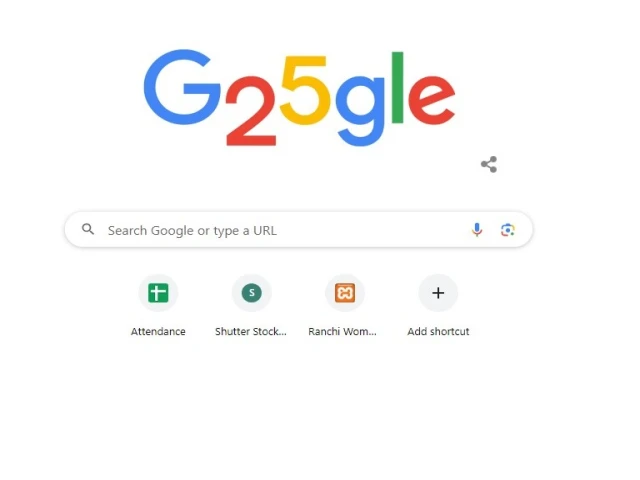 G25gle
Search Google or type a URL
S
Attendance
Shutter Stock...
Ranchi Wom...
Add shortcut